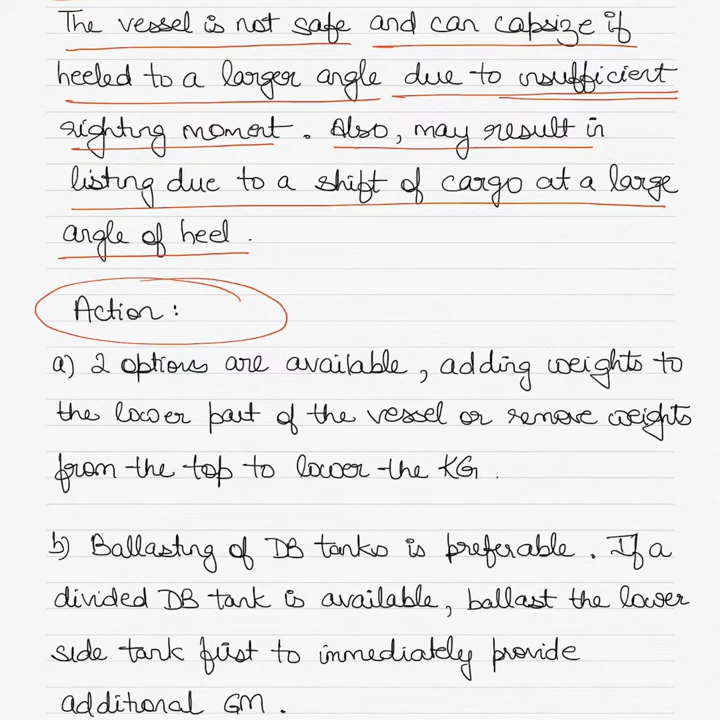 The vessel is not safe and can capsize if
heeled to a larger angle due to insufficient
righting moment. Also, may result in
listing due to a shift of cargo at a large
angle of heel.
Action:
a) 2 options are available, adding weights to
the lower part of the vessel or remove weights
from the top to lower the KG.
b) Ballasting of DB tanks is preferable. If a
divided DB tank is available, ballast the lower
side tank first to immediately provide
additional GM.